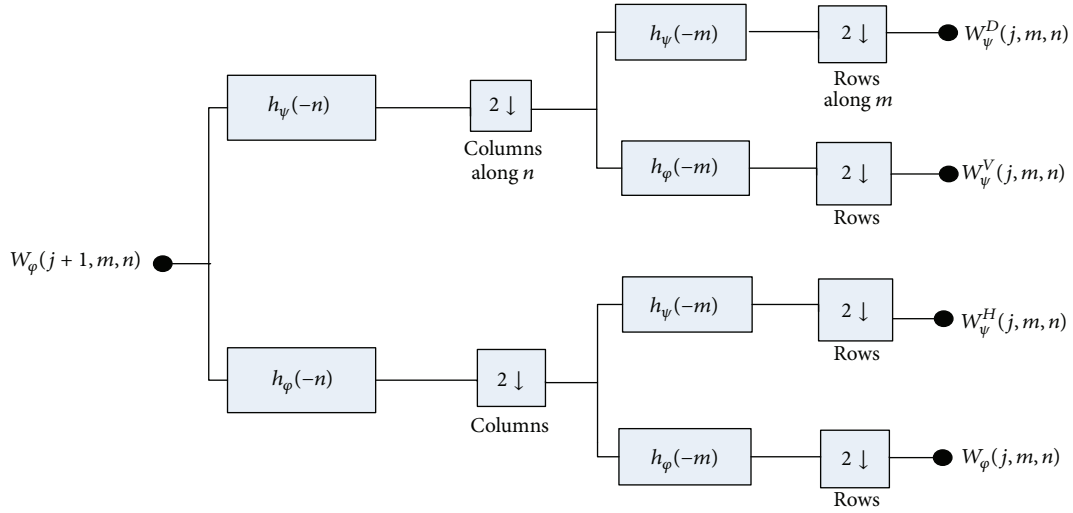 W_φ(j + 1, m, n)
h_ψ(−n)
2 ↓
Columns
along n
h_ψ(−m)
2 ↓
Rows
along m
W_ψ^D(j, m, n)
h_φ(−m)
2 ↓
Rows
W_ψ^V(j, m, n)
h_φ(−n)
2 ↓
Columns
h_ψ(−m)
2 ↓
Rows
W_ψ^H(j, m, n)
h_φ(−m)
2 ↓
Rows
W_φ(j, m, n)